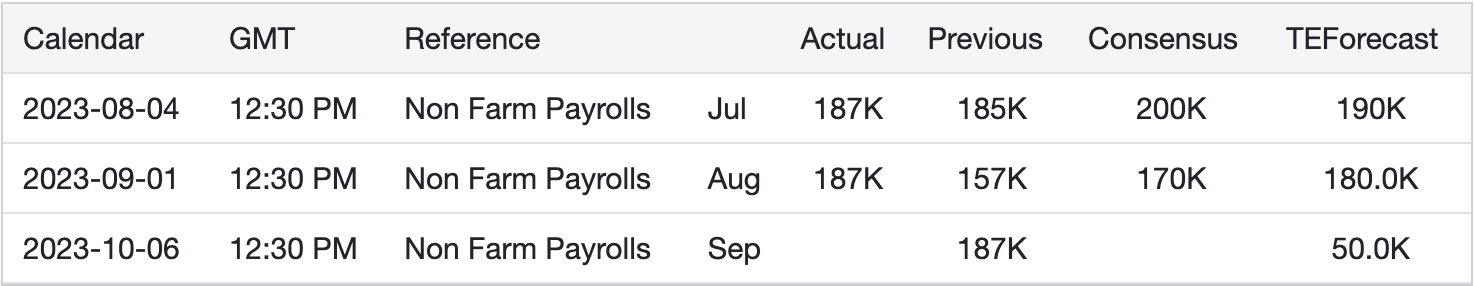 Calendar GMT Reference Actual Previous Consensus TEForecast
2023-08-04 12:30 PM Non Farm Payrolls Jul 187K 185K 200K 190K
2023-09-01 12:30 PM Non Farm Payrolls Aug 187K 157K 170K 180.0K
2023-10-06 12:30 PM Non Farm Payrolls Sep 187K 50.0K